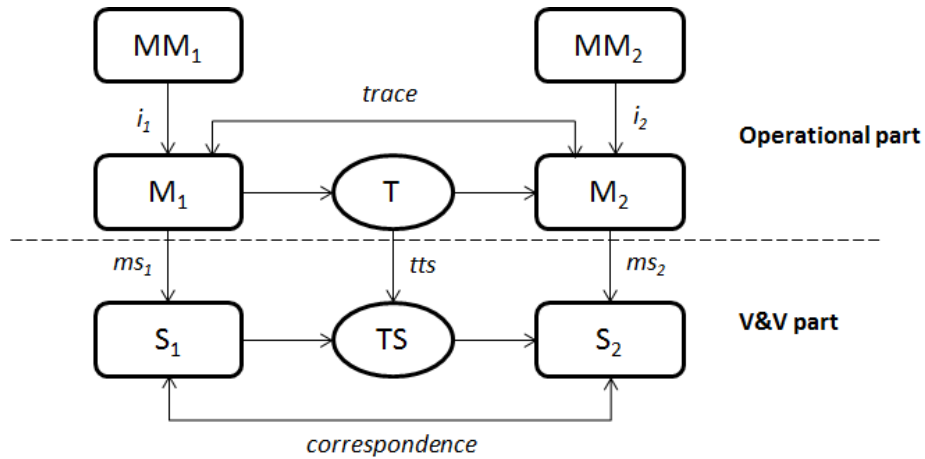 MM₁
MM₂
trace
i₁
i₂
Operational part
M₁
T
M₂
ms₁
tts
ms₂
V&V part
S₁
TS
S₂
correspondence